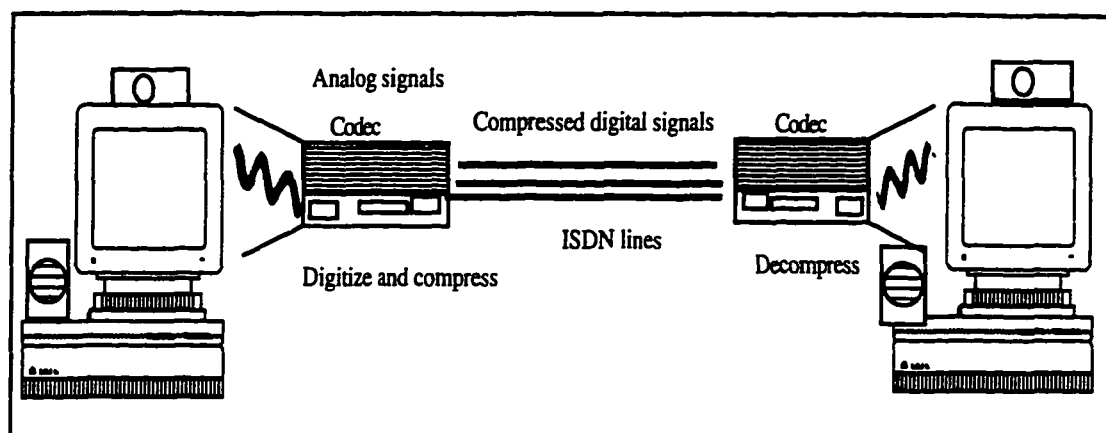 Analog signals
Codec
Compressed digital signals
Codec
ISDN lines
Digitize and compress
Decompress